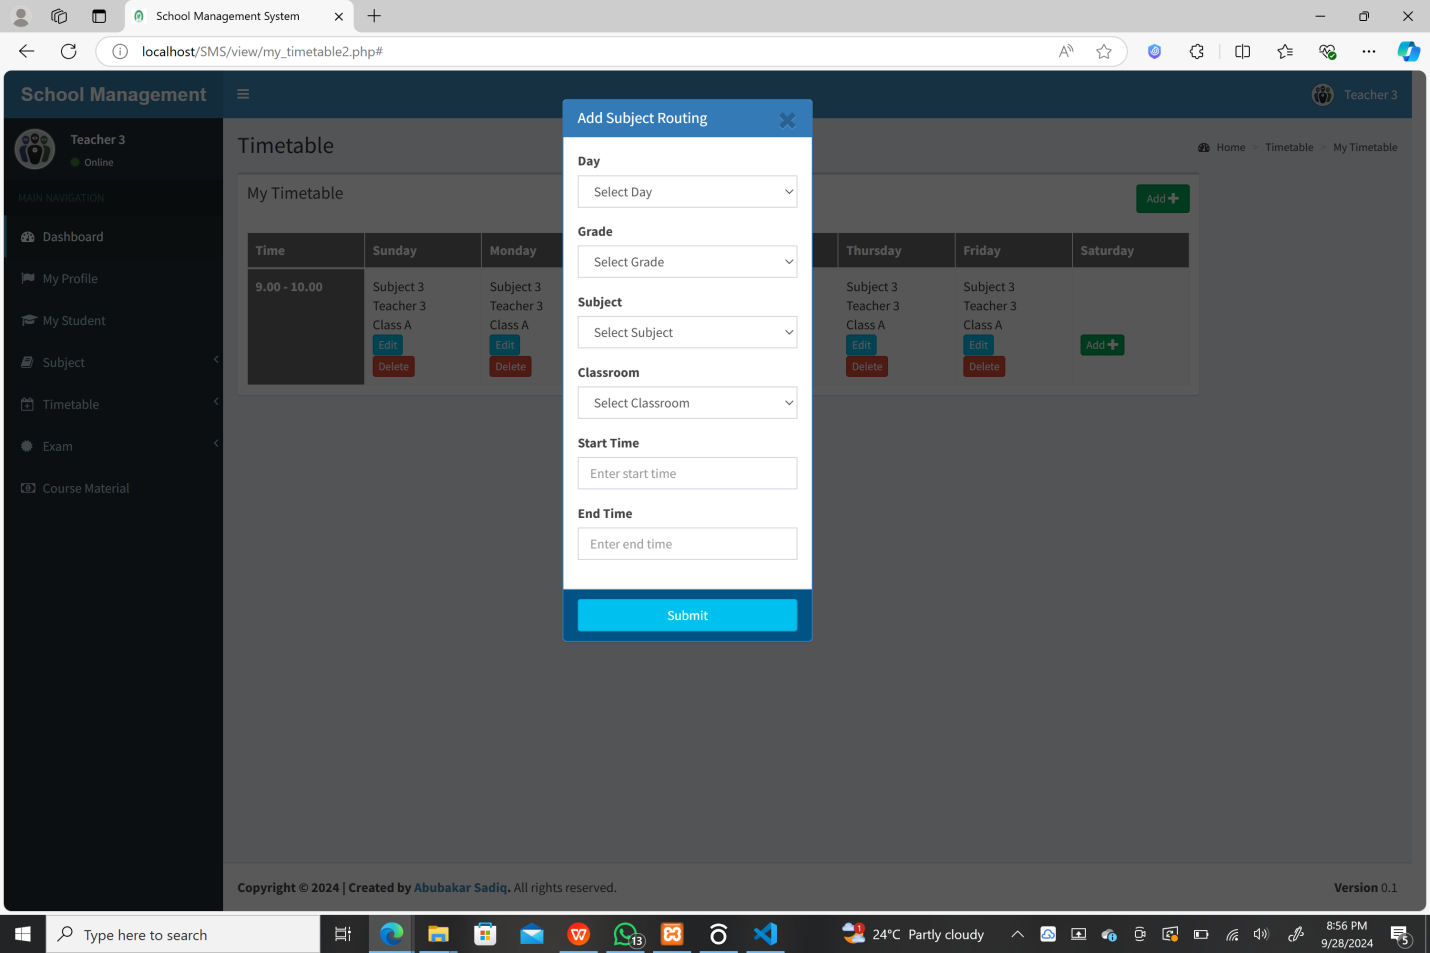 School Management System
localhost/SMS/view/my_timetable2.php#
School Management
Teacher 3
Teacher 3
Online
MAIN NAVIGATION
Dashboard
My Profile
My Student
Subject
Timetable
Exam
Course Material
Timetable
Home
Timetable
My Timetable
My Timetable
Add
Time Sunday Monday Thursday Friday Saturday
9.00 - 10.00 Subject 3 Subject 3 Subject 3 Subject 3
Teacher 3 Teacher 3 Teacher 3 Teacher 3
Class A Class A Class A Class A
Edit Edit Edit Edit Add
Delete Delete Delete Delete
Add Subject Routing
Day
Select Day
Grade
Select Grade
Subject
Select Subject
Classroom
Select Classroom
Start Time
Enter start time
End Time
Enter end time
Submit
Copyright © 2024 | Created by Abubakar Sadiq. All rights reserved.
Version 0.1
Type here to search
13
1
24°C Partly cloudy
8:56 PM
9/28/2024
5